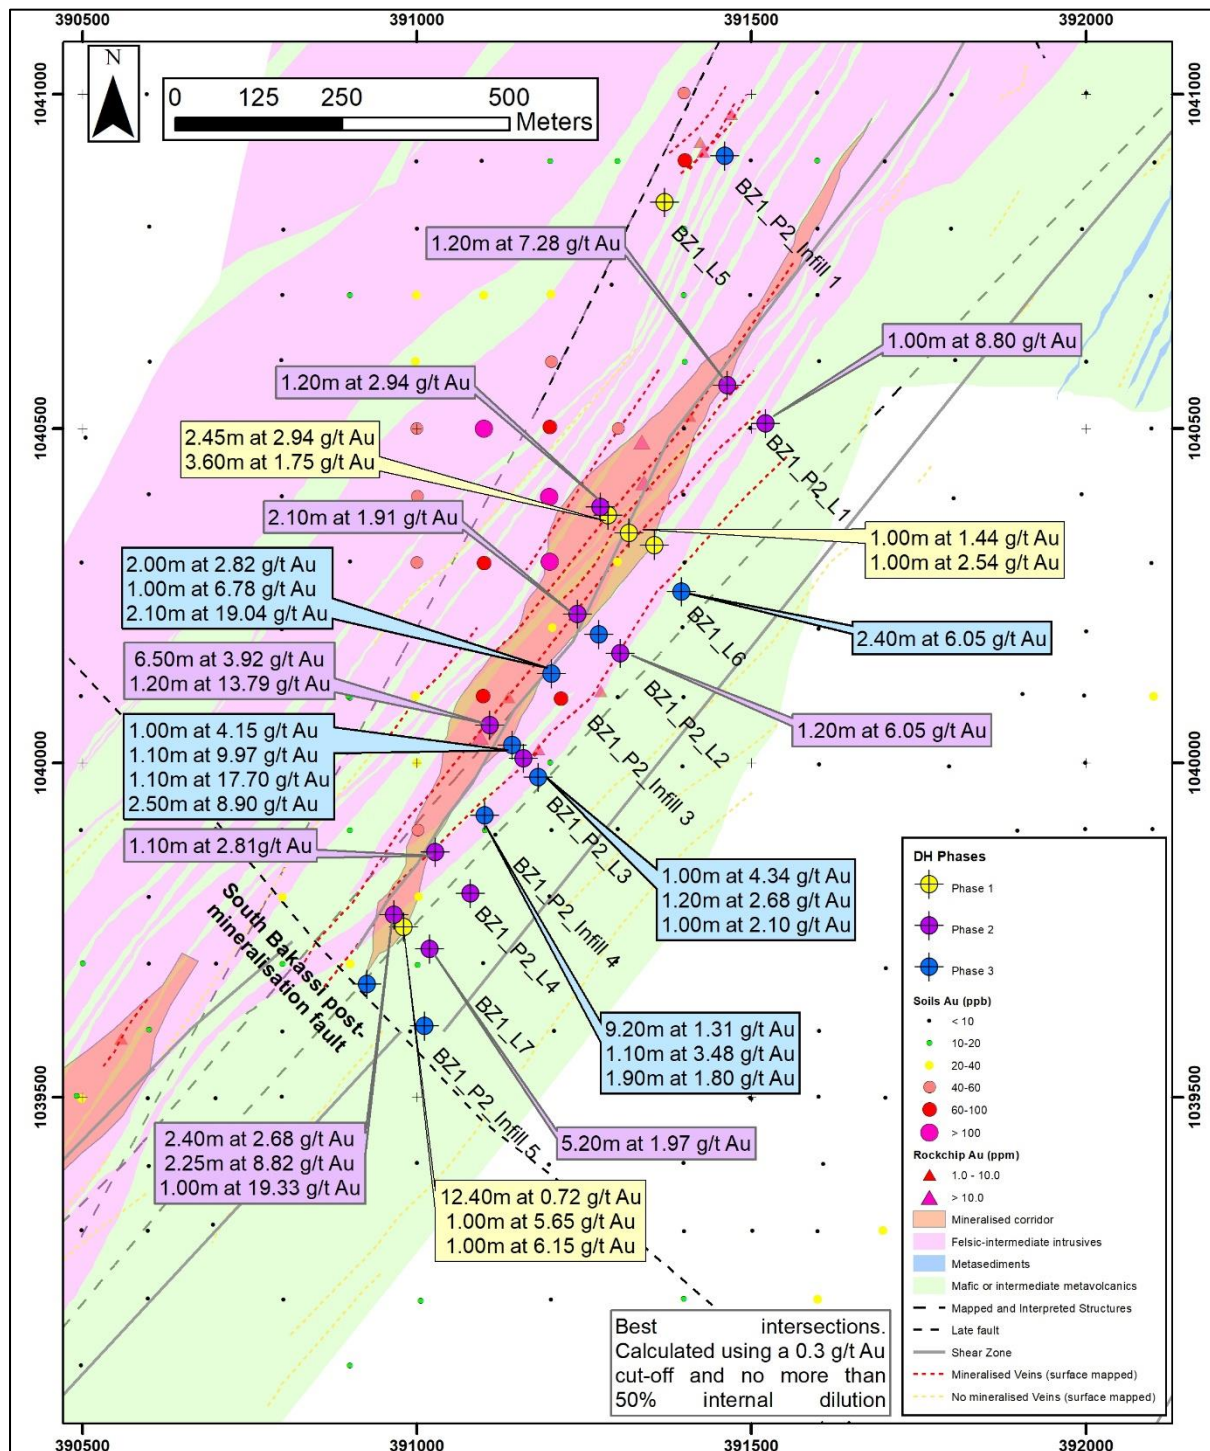 390500
391000
391500
392000
N
0 125 250 500
Meters
1041000
1041000
BZ1_P2_Infill 1
BZ1_L5
1.20m at 7.28 g/t Au
1.00m at 8.80 g/t Au
1.20m at 2.94 g/t Au
1040500
1040500
2.45m at 2.94 g/t Au
3.60m at 1.75 g/t Au
BZ1_P2_L1
2.10m at 1.91 g/t Au
1.00m at 1.44 g/t Au
1.00m at 2.54 g/t Au
2.00m at 2.82 g/t Au
1.00m at 6.78 g/t Au
2.10m at 19.04 g/t Au
BZ1_L6
2.40m at 6.05 g/t Au
6.50m at 3.92 g/t Au
1.20m at 13.79 g/t Au
BZ1_P2_L2
1.20m at 6.05 g/t Au
1.00m at 4.15 g/t Au
1.10m at 9.97 g/t Au
1.10m at 17.70 g/t Au
2.50m at 8.90 g/t Au
1040000
1040000
BZ1_P2_Infill 3
BZ1_P2_L3
1.10m at 2.81g/t Au
1.00m at 4.34 g/t Au
1.20m at 2.68 g/t Au
1.00m at 2.10 g/t Au
BZ1_P2_Infill 4
BZ1_P2_L4
South Bakassi post-
mineralisation fault
BZ1_L7
9.20m at 1.31 g/t Au
1.10m at 3.48 g/t Au
1.90m at 1.80 g/t Au
BZ1_P2_Infill 5
1039500
1039500
2.40m at 2.68 g/t Au
2.25m at 8.82 g/t Au
1.00m at 19.33 g/t Au
5.20m at 1.97 g/t Au
12.40m at 0.72 g/t Au
1.00m at 5.65 g/t Au
1.00m at 6.15 g/t Au
Best intersections.
Calculated using a 0.3 g/t Au
cut-off and no more than
50% internal dilution
DH Phases
Phase 1
Phase 2
Phase 3
Soils Au (ppb)
< 10
10-20
20-40
40-60
60-100
> 100
Rockchip Au (ppm)
1.0 - 10.0
> 10.0
Mineralised corridor
Felsic-intermediate intrusives
Metasediments
Mafic or intermediate metavolcanics
Mapped and Interpreted Structures
Late fault
Shear Zone
Mineralised Veins (surface mapped)
No mineralised Veins (surface mapped)
390500
391000
391500
392000